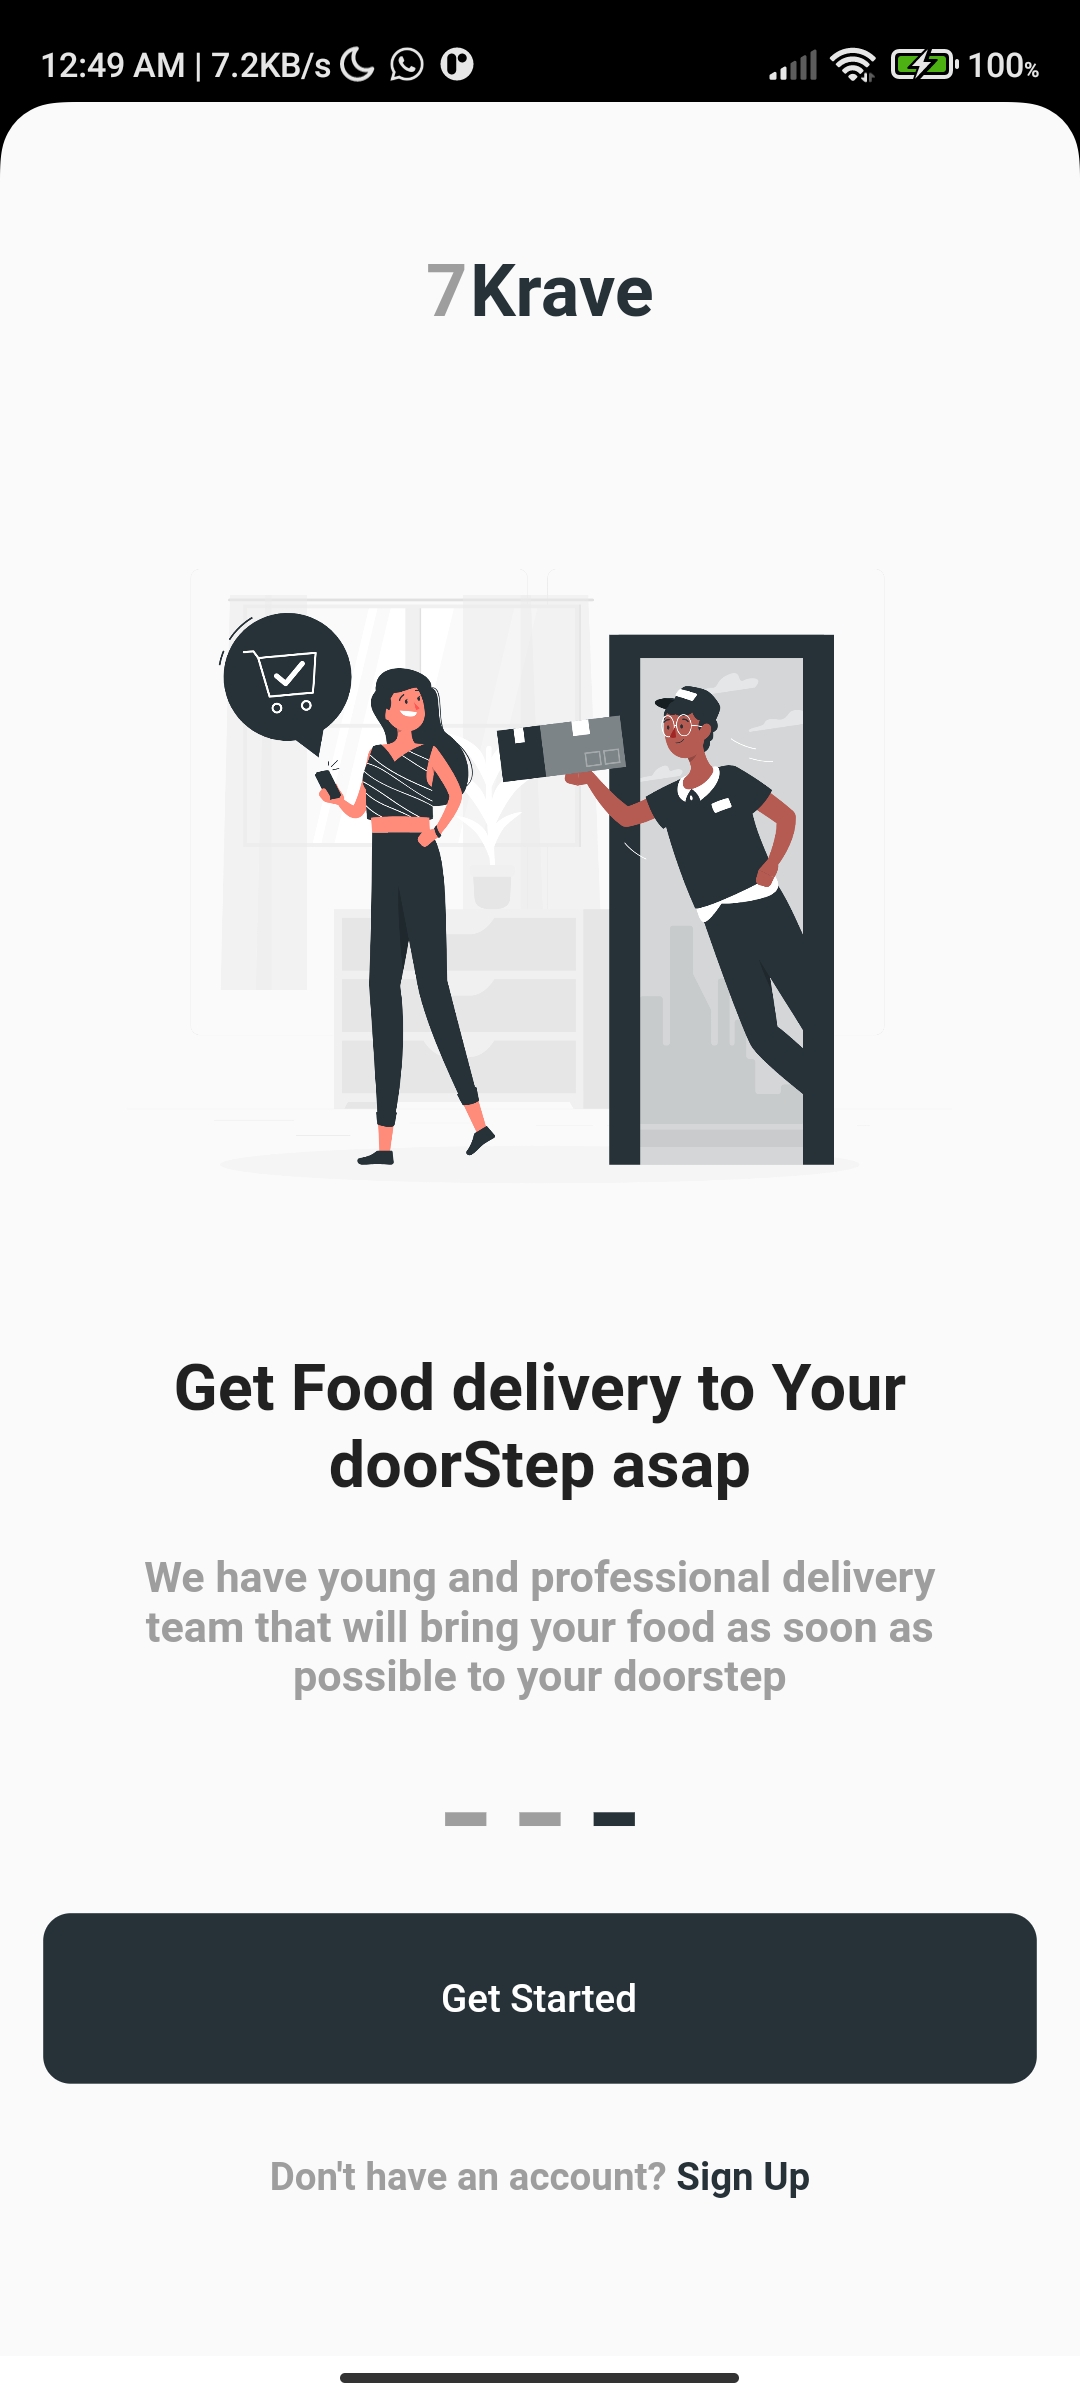 12:49 AM | 7.2KB/s 100%
7Krave
Get Food delivery to Your
doorStep asap
We have young and professional delivery
team that will bring your food as soon as
possible to your doorstep
Get Started
Don't have an account? Sign Up